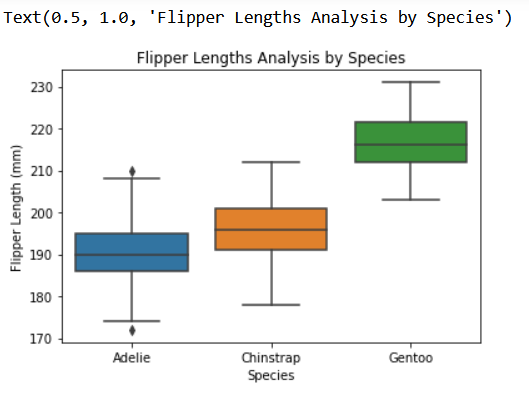 Text(0.5, 1.0, 'Flipper Lengths Analysis by Species')
Flipper Lengths Analysis by Species
230
220
210
200
190
180
170
Flipper Length (mm)
Adelie Chinstrap Gentoo
Species